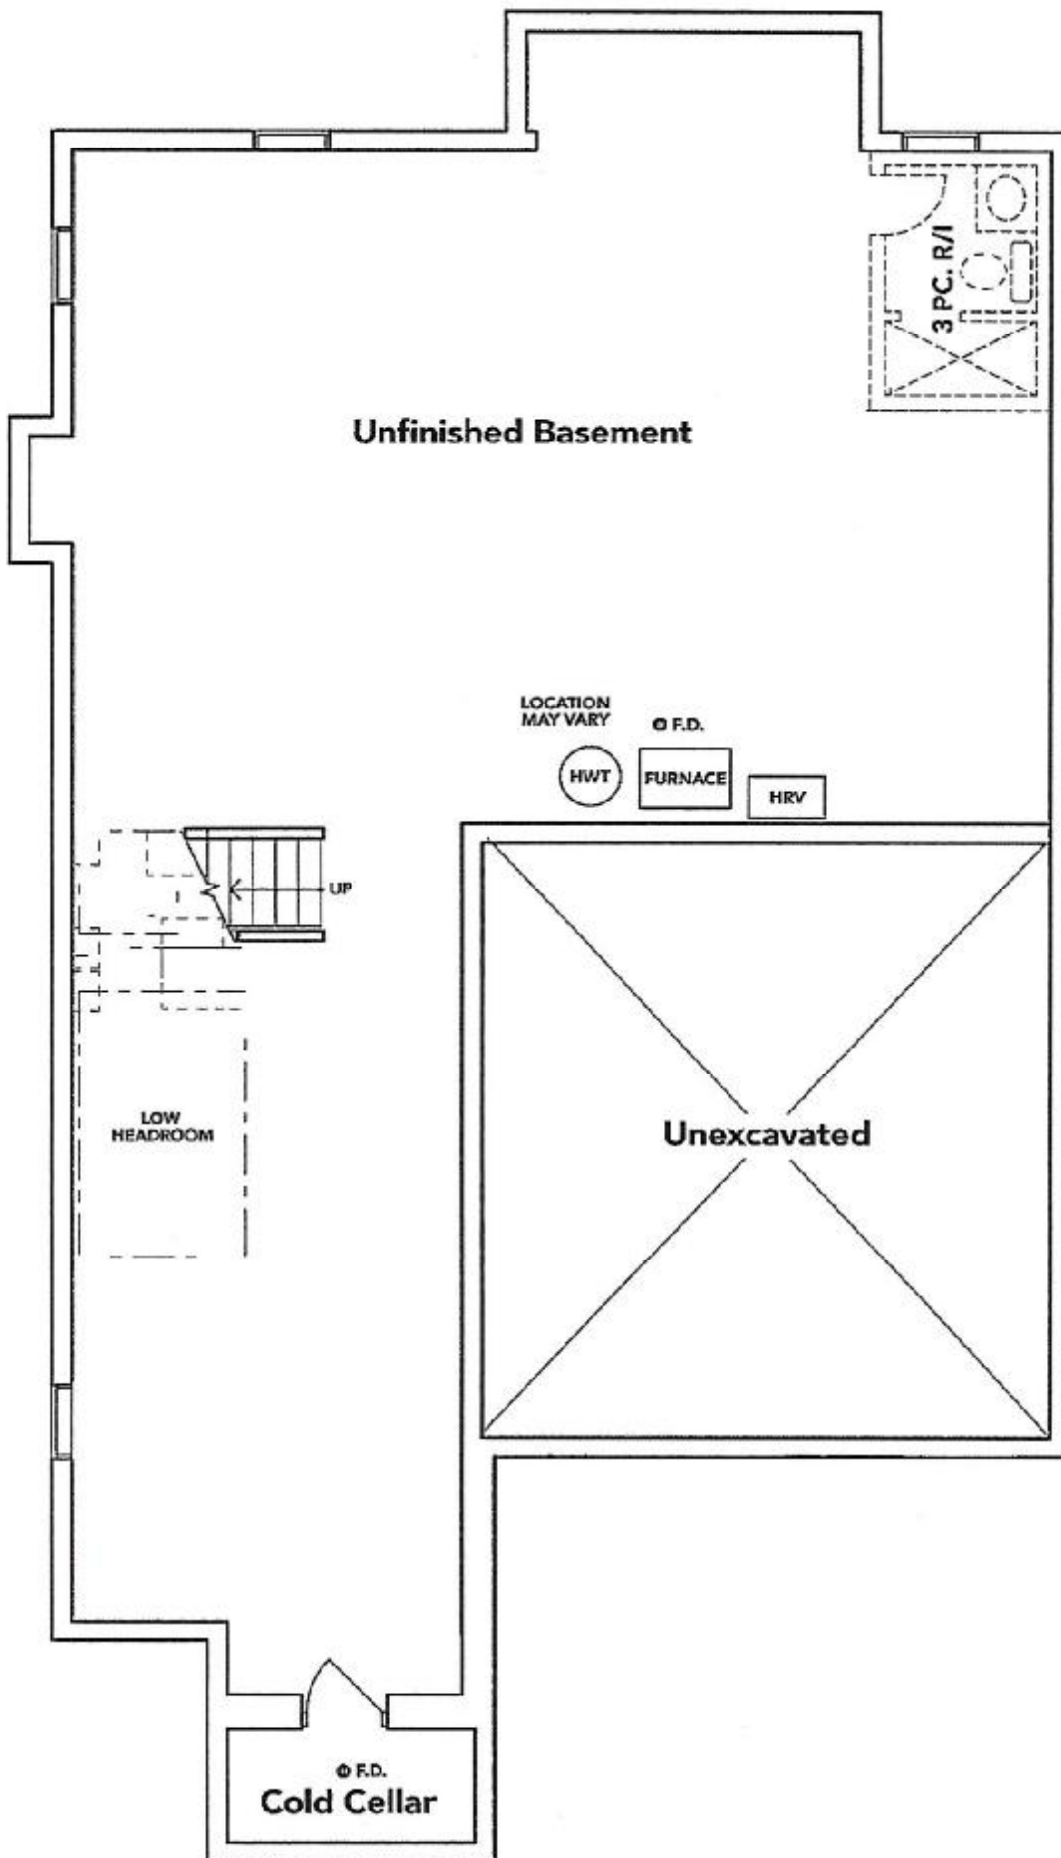 3 PC. R/I
Unfinished Basement
LOCATION
MAY VARY
F.D.
HWT
FURNACE
HRV
UP
LOW
HEADROOM
Unexcavated
F.D.
Cold Cellar